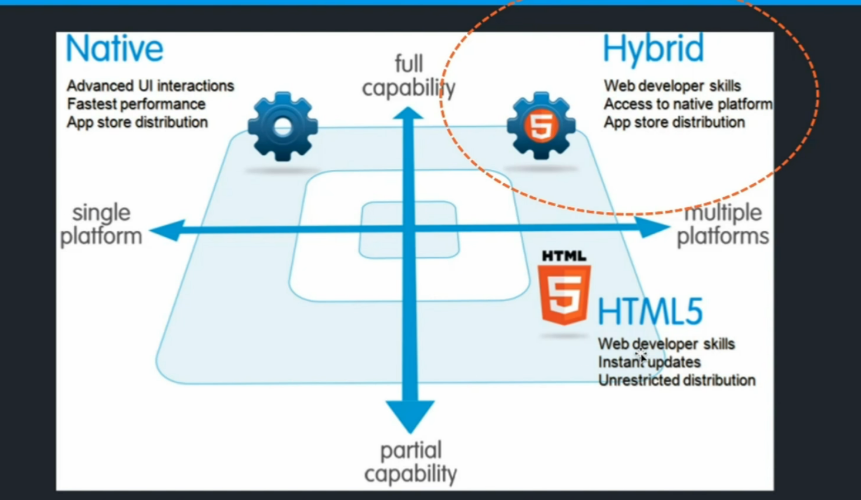 Native
Advanced UI interactions
Fastest performance
App store distribution
full
capability
Hybrid
Web developer skills
Access to native platform
App store distribution
5
single
platform
multiple
platforms
HTML
5
HTML5
Web developer skills
Instant updates
Unrestricted distribution
partial
capability